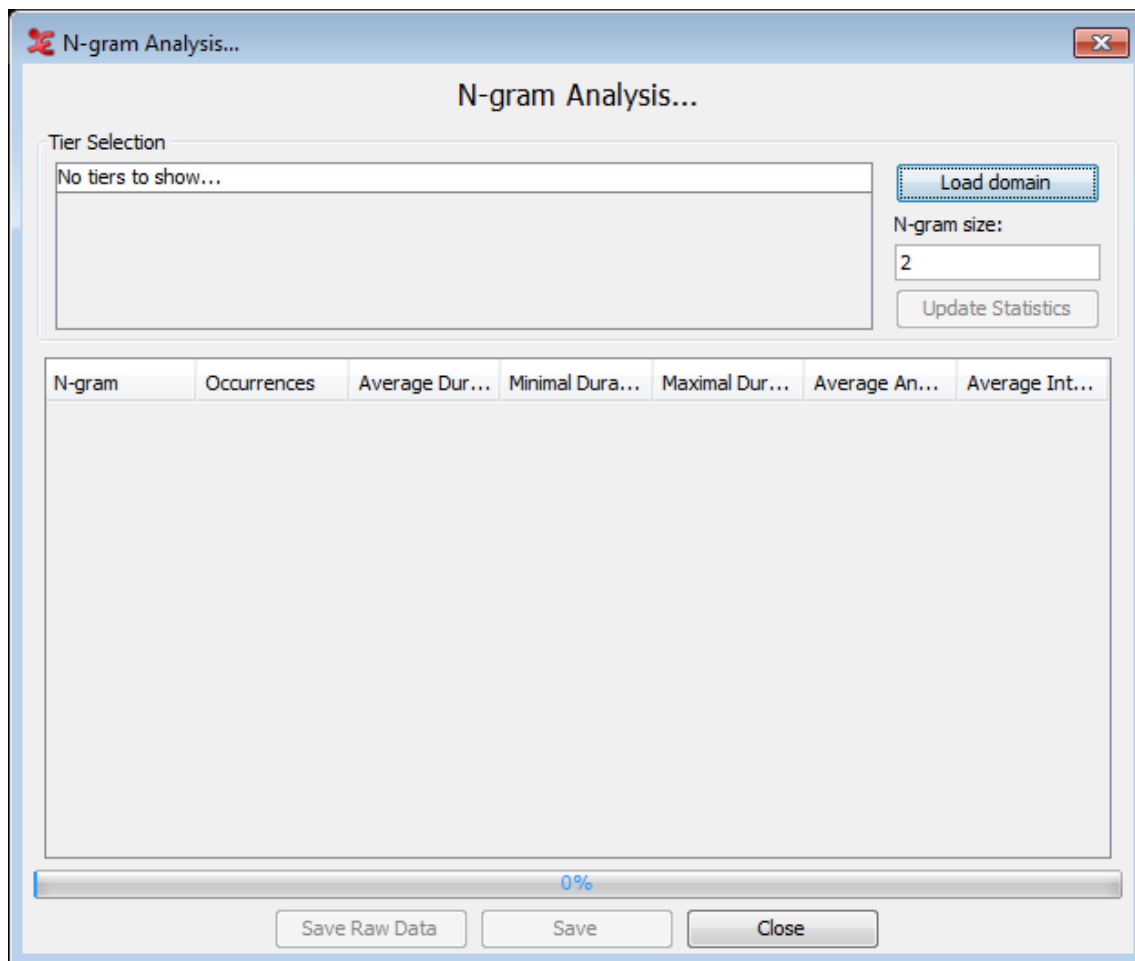 N-gram Analysis...
N-gram Analysis...
Tier Selection
No tiers to show...
Load domain
N-gram size:
2
Update Statistics
N-gram Occurrences Average Dur... Minimal Dura... Maximal Dur... Average An... Average Int...
0%
Save Raw Data Save Close